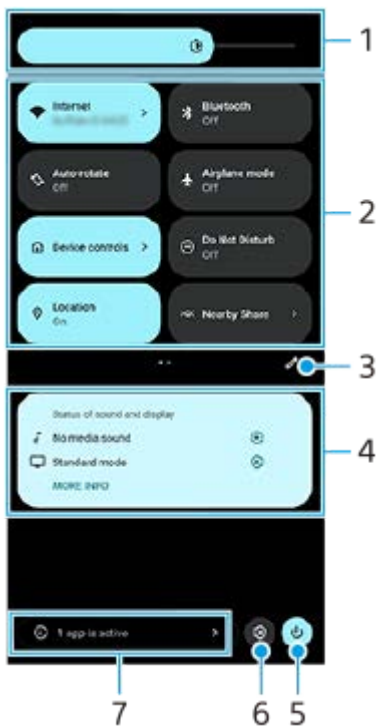 1
Internet
Bluetooth
Off
Auto-rotate
Off
Airplane mode
Off
2
Device controls
Do Not Disturb
Off
Location
On
Nearby Share
3
Status of sound and display
No media sound
Standard mode
MORE INFO
4
1 app is active
7
6
5